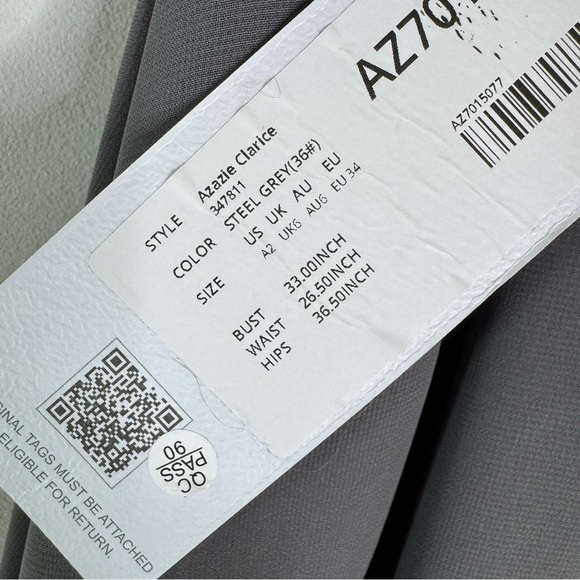 AZ70
AZ7015077
STYLE Azazie Clarice
347811
COLOR STEEL GREY(36#)
SIZE US UK AU EU
A2 UK6 AU6 EU 34
BUST 33.00INCH
WAIST 26.50INCH
HIPS 36.50INCH
QC
PASS
90
TAGS MUST BE ATTACHED
ELIGIBLE FOR RETURN.